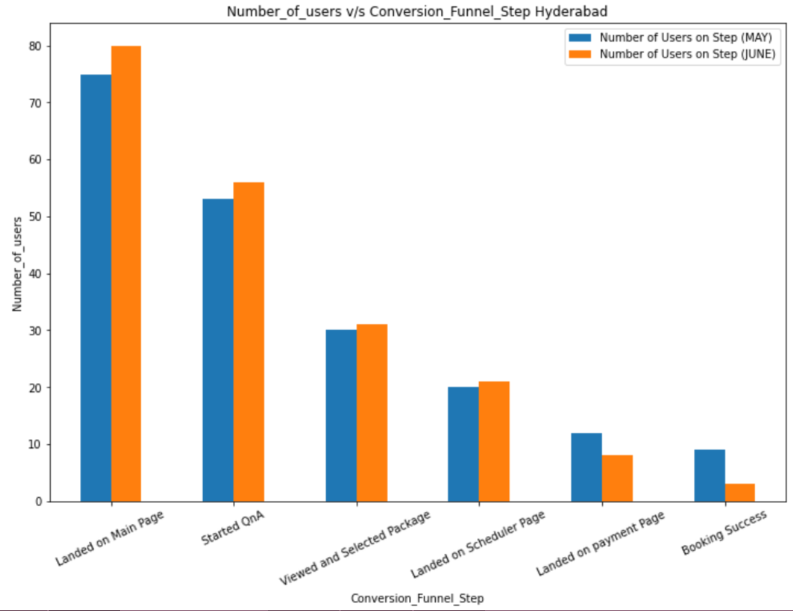 Number_of_users v/s Conversion_Funnel_Step Hyderabad
Number of Users on Step (MAY)
Number of Users on Step (JUNE)
Number_of_users
80
70
60
50
40
30
20
10
0
Landed on Main Page
Started QnA
Viewed and Selected Package
Landed on Scheduler Page
Landed on payment Page
Booking Success
Conversion_Funnel_Step